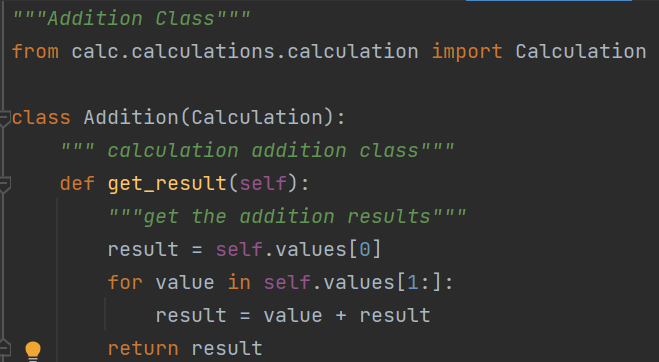 """Addition Class"""
from calc.calculations.calculation import Calculation
class Addition(Calculation):
    """ calculation addition class"""
    def get_result(self):
        """get the addition results"""
        result = self.values[0]
        for value in self.values[1:]:
            result = value + result
        return result